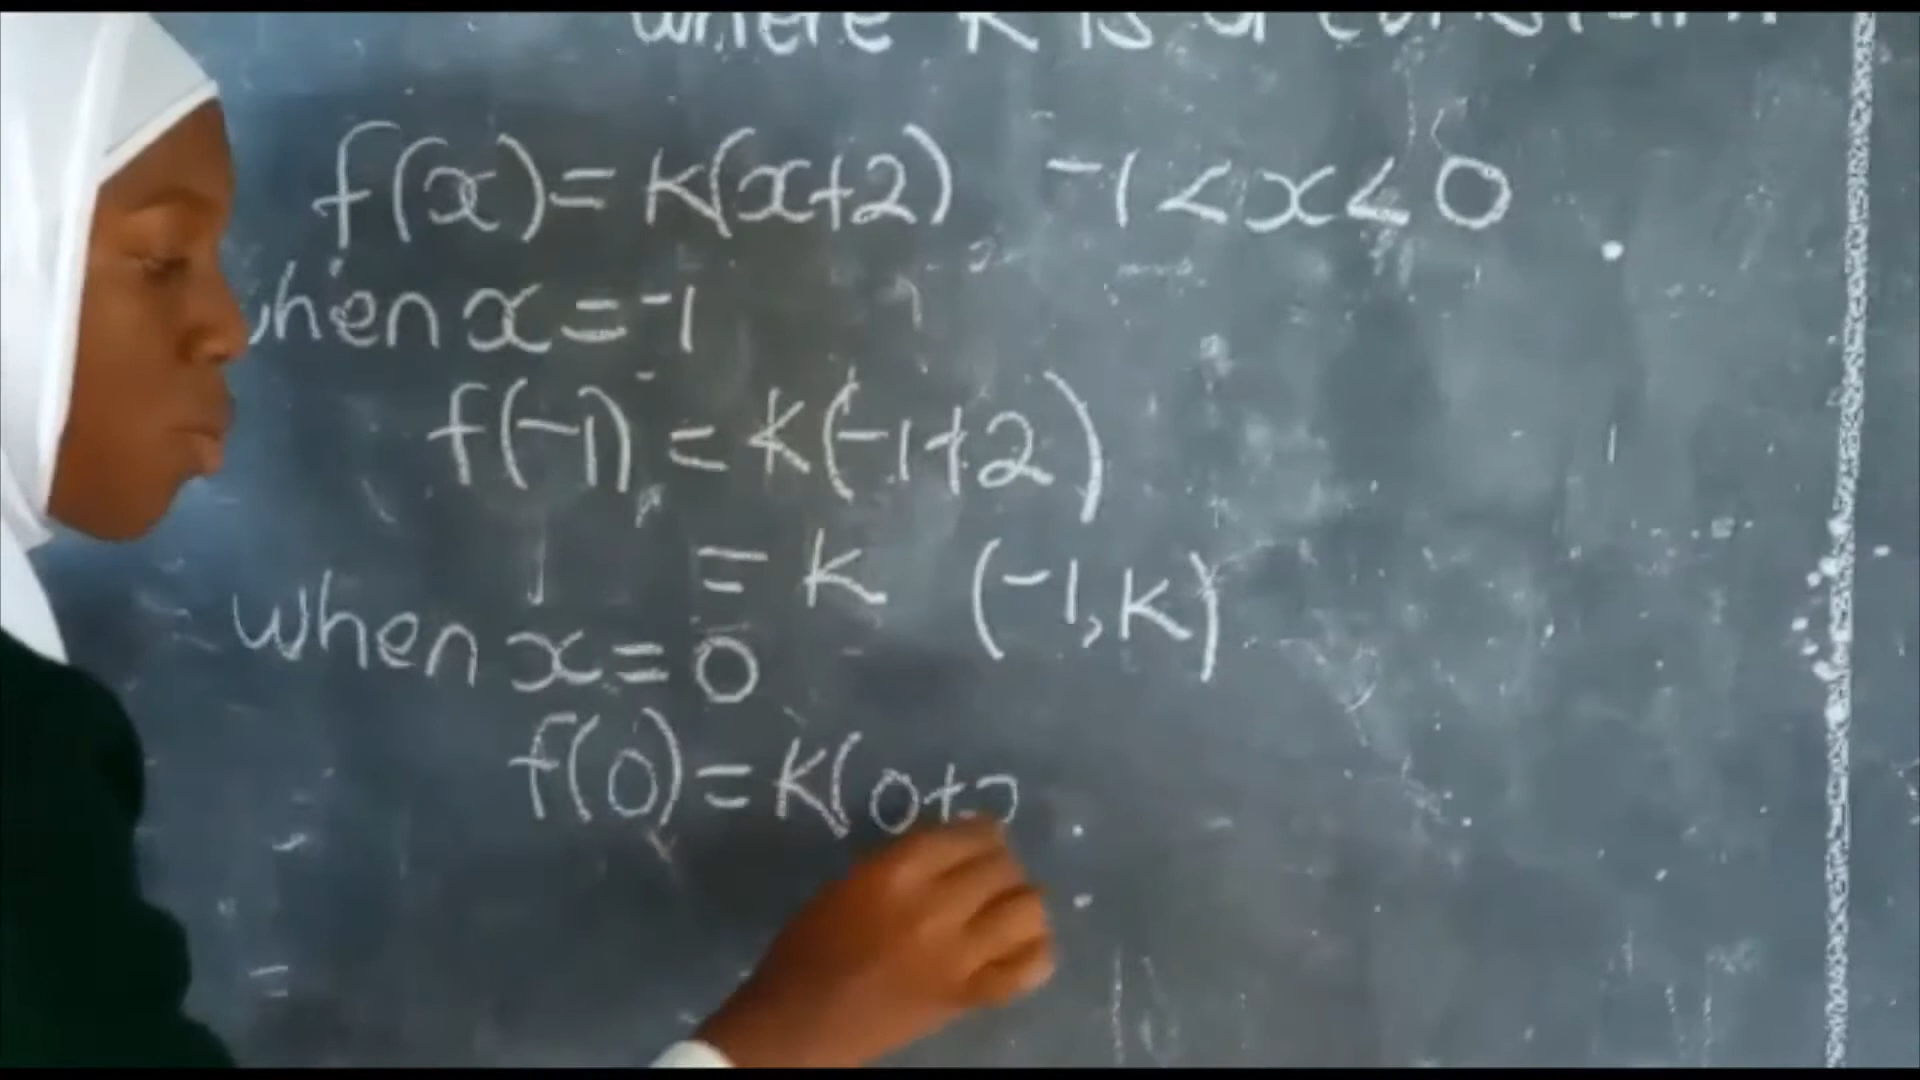 where K is a constant
f(x) = K(x+2) -1 < x < 0
when x = -1
f(-1) = K(-1+2)
= K (-1, K)
when x = 0
f(0) = K(0+2